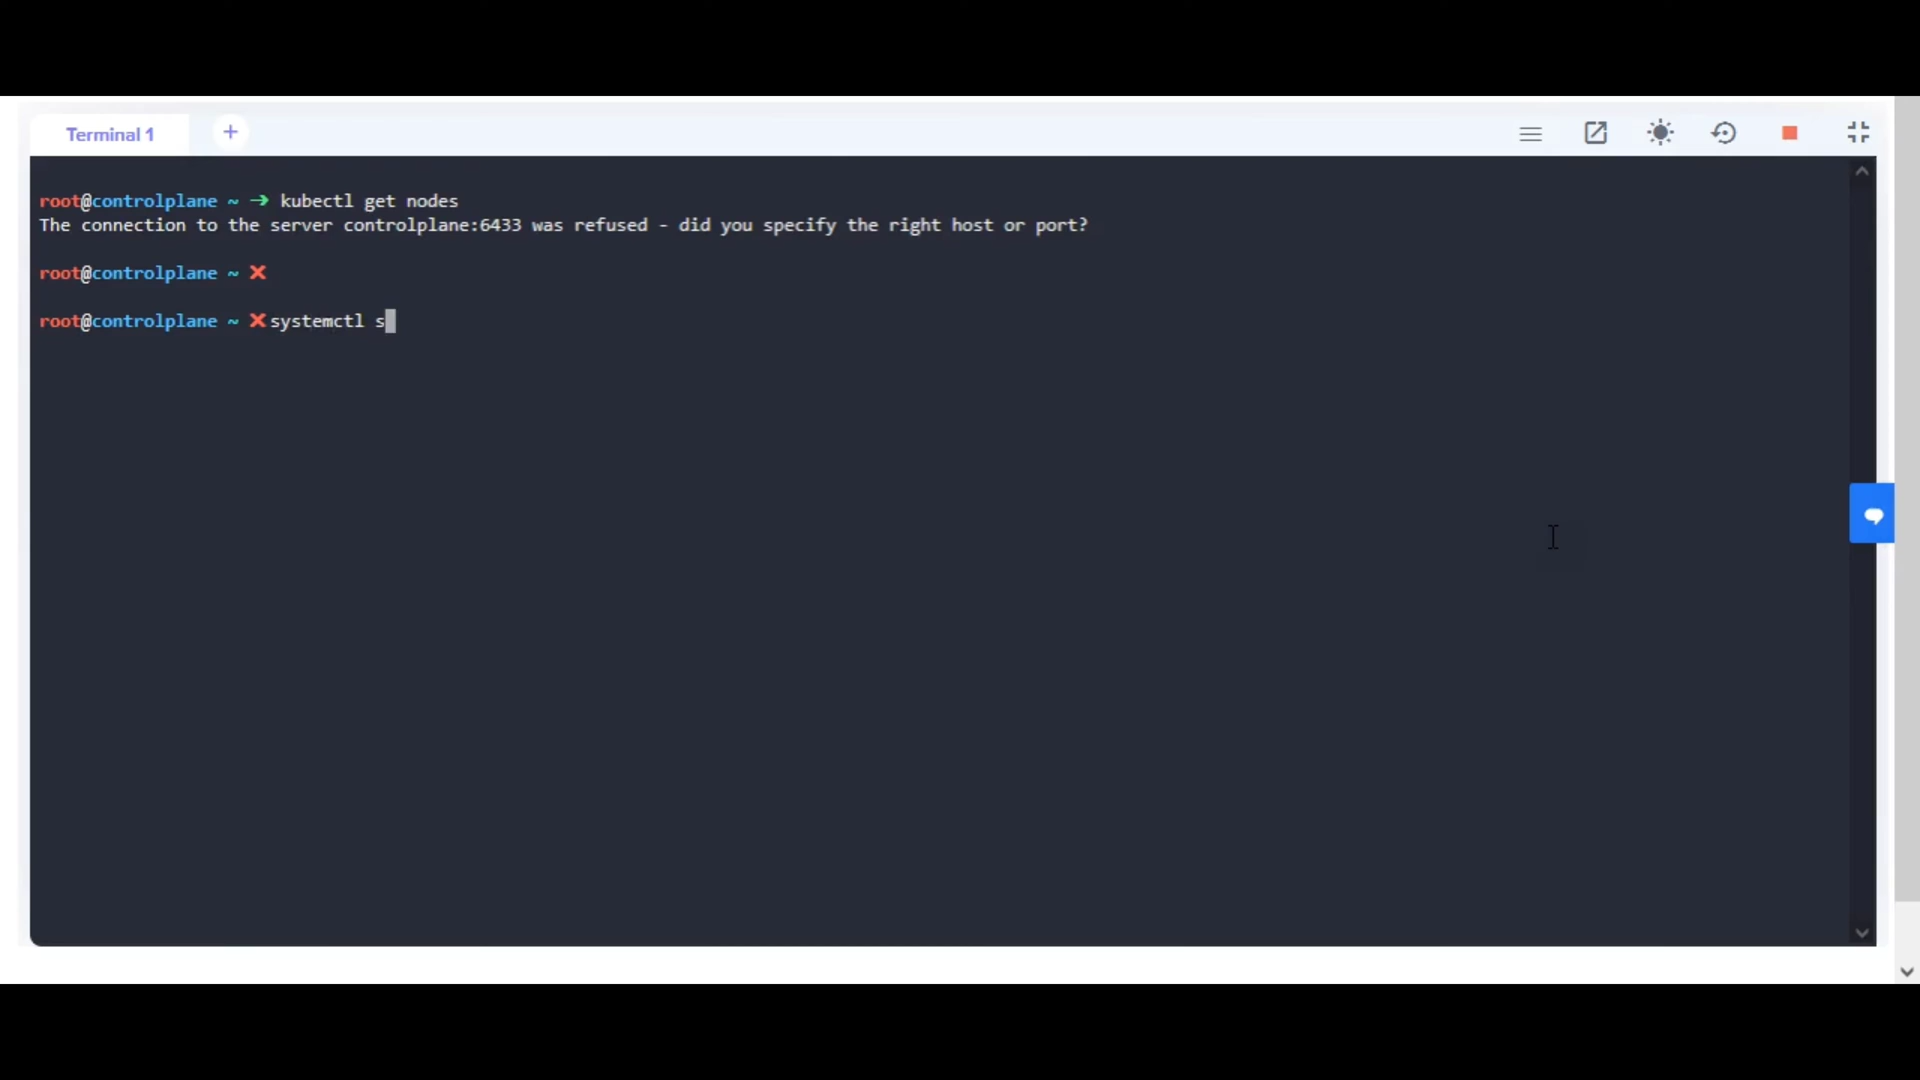 Terminal 1
+
root@controlplane ~ ➔ kubectl get nodes
The connection to the server controlplane:6433 was refused - did you specify the right host or port?
root@controlplane ~ ✖
root@controlplane ~ ✖ systemctl s